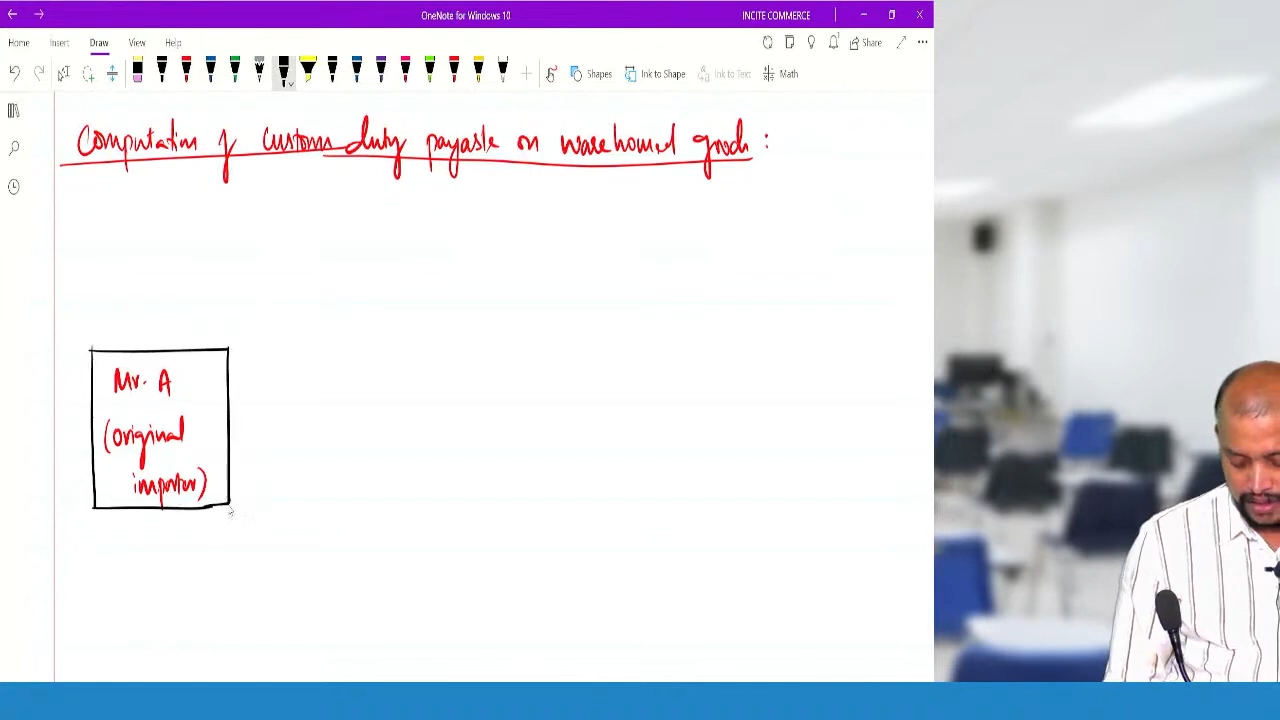 OneNote for Windows 10
INCITE COMMERCE
Home Insert Draw View Help
Share
Shapes Ink to Shape Ink to Text Math
Computation of custom duty payable on warehoused goods :
Mr. A
(original
importer)